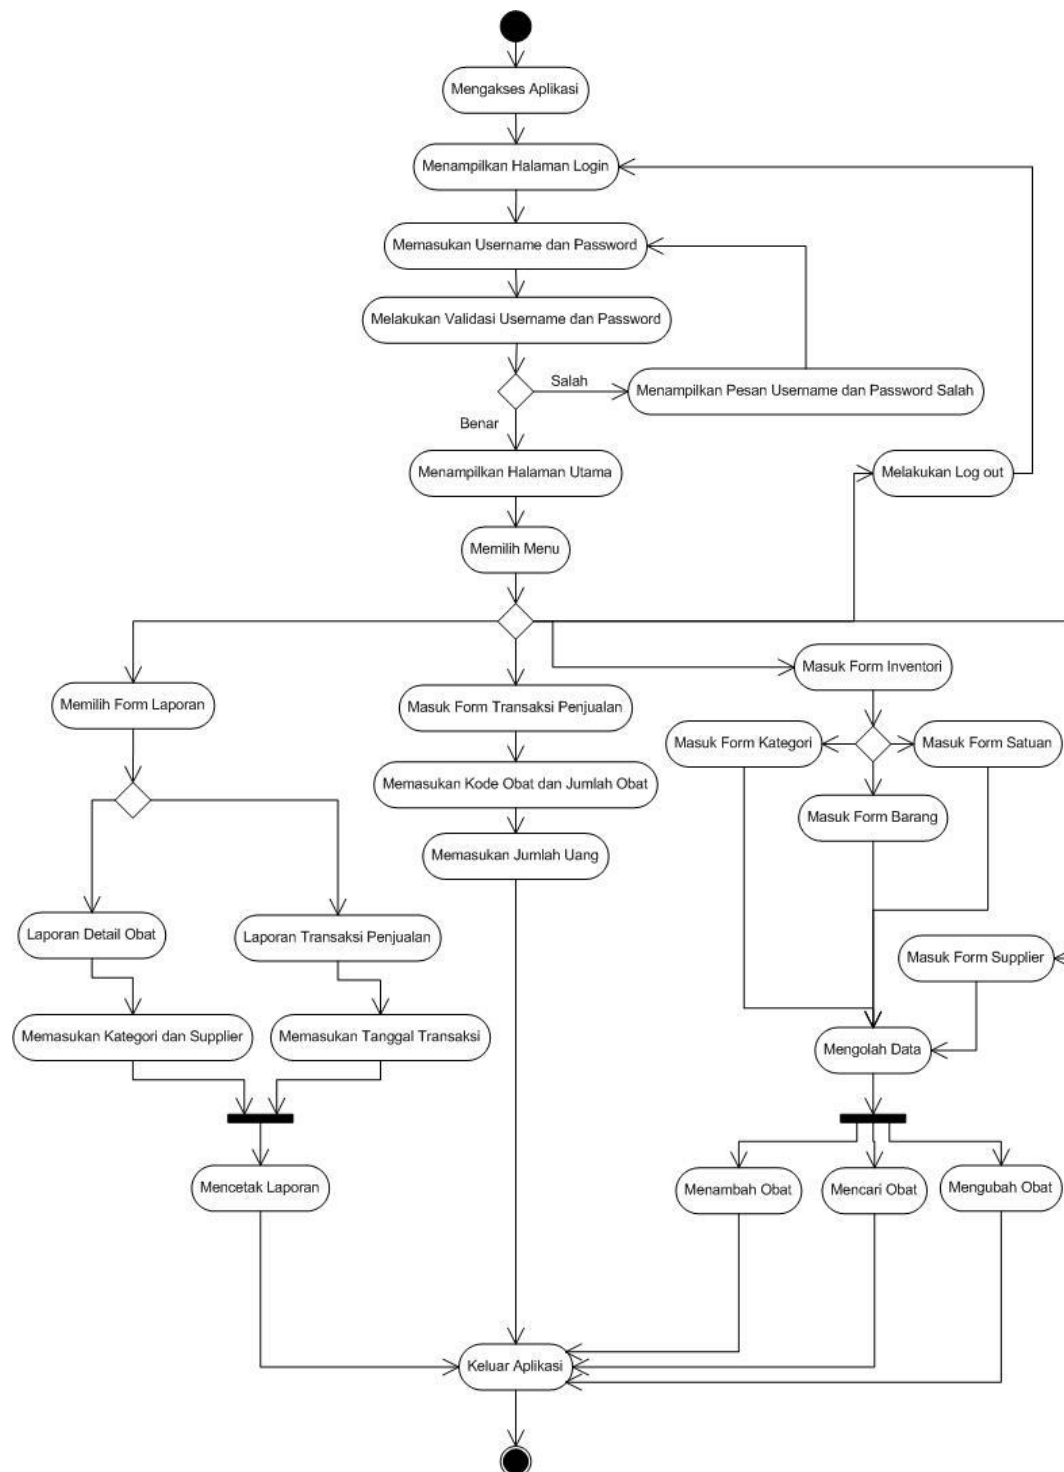 Mengakses Aplikasi
Menampilkan Halaman Login
Memasukan Username dan Password
Melakukan Validasi Username dan Password
Salah
Menampilkan Pesan Username dan Password Salah
Benar
Menampilkan Halaman Utama
Melakukan Log out
Memilih Menu
Masuk Form Inventori
Memilih Form Laporan
Masuk Form Transaksi Penjualan
Masuk Form Kategori
Masuk Form Satuan
Memasukan Kode Obat dan Jumlah Obat
Masuk Form Barang
Memasukan Jumlah Uang
Laporan Detail Obat
Laporan Transaksi Penjualan
Masuk Form Supplier
Memasukan Kategori dan Supplier
Memasukan Tanggal Transaksi
Mengolah Data
Mencetak Laporan
Menambah Obat
Mencari Obat
Mengubah Obat
Keluar Aplikasi